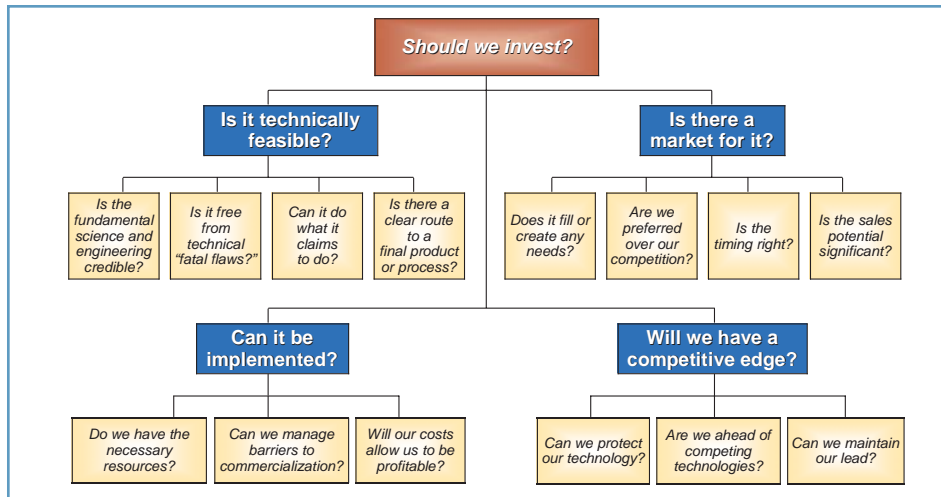 Should we invest?
Is it technically
feasible?
Is the
fundamental
science and
engineering
credible?
Is it free
from
technical
“fatal flaws?”
Can it do
what it
claims
to do?
Is there a
clear route
to a
final product
or process?
Is there a
market for it?
Does it fill or
create any
needs?
Are we
preferred
over our
competition?
Is the
timing right?
Is the sales
potential
significant?
Can it be
implemented?
Do we have the
necessary
resources?
Can we manage
barriers to
commercialization?
Will our costs
allow us to be
profitable?
Will we have a
competitive edge?
Can we protect
our technology?
Are we ahead of
competing
technologies?
Can we maintain
our lead?